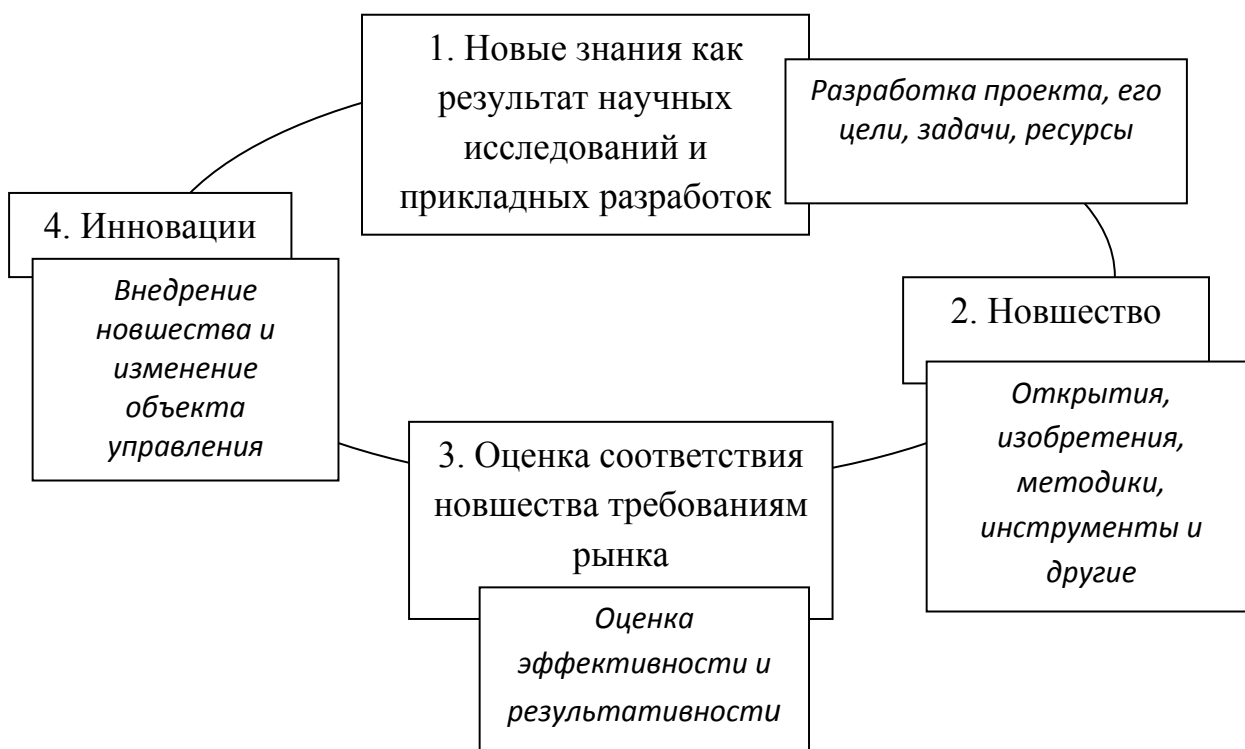 1. Новые знания как
результат научных
исследований и
прикладных разработок
Разработка проекта, его
цели, задачи, ресурсы
2. Новшество
Открытия,
изобретения,
методики,
инструменты и
другие
3. Оценка соответствия
новшества требованиям
рынка
Оценка
эффективности и
результативности
4. Инновации
Внедрение
новшества и
изменение
объекта
управления